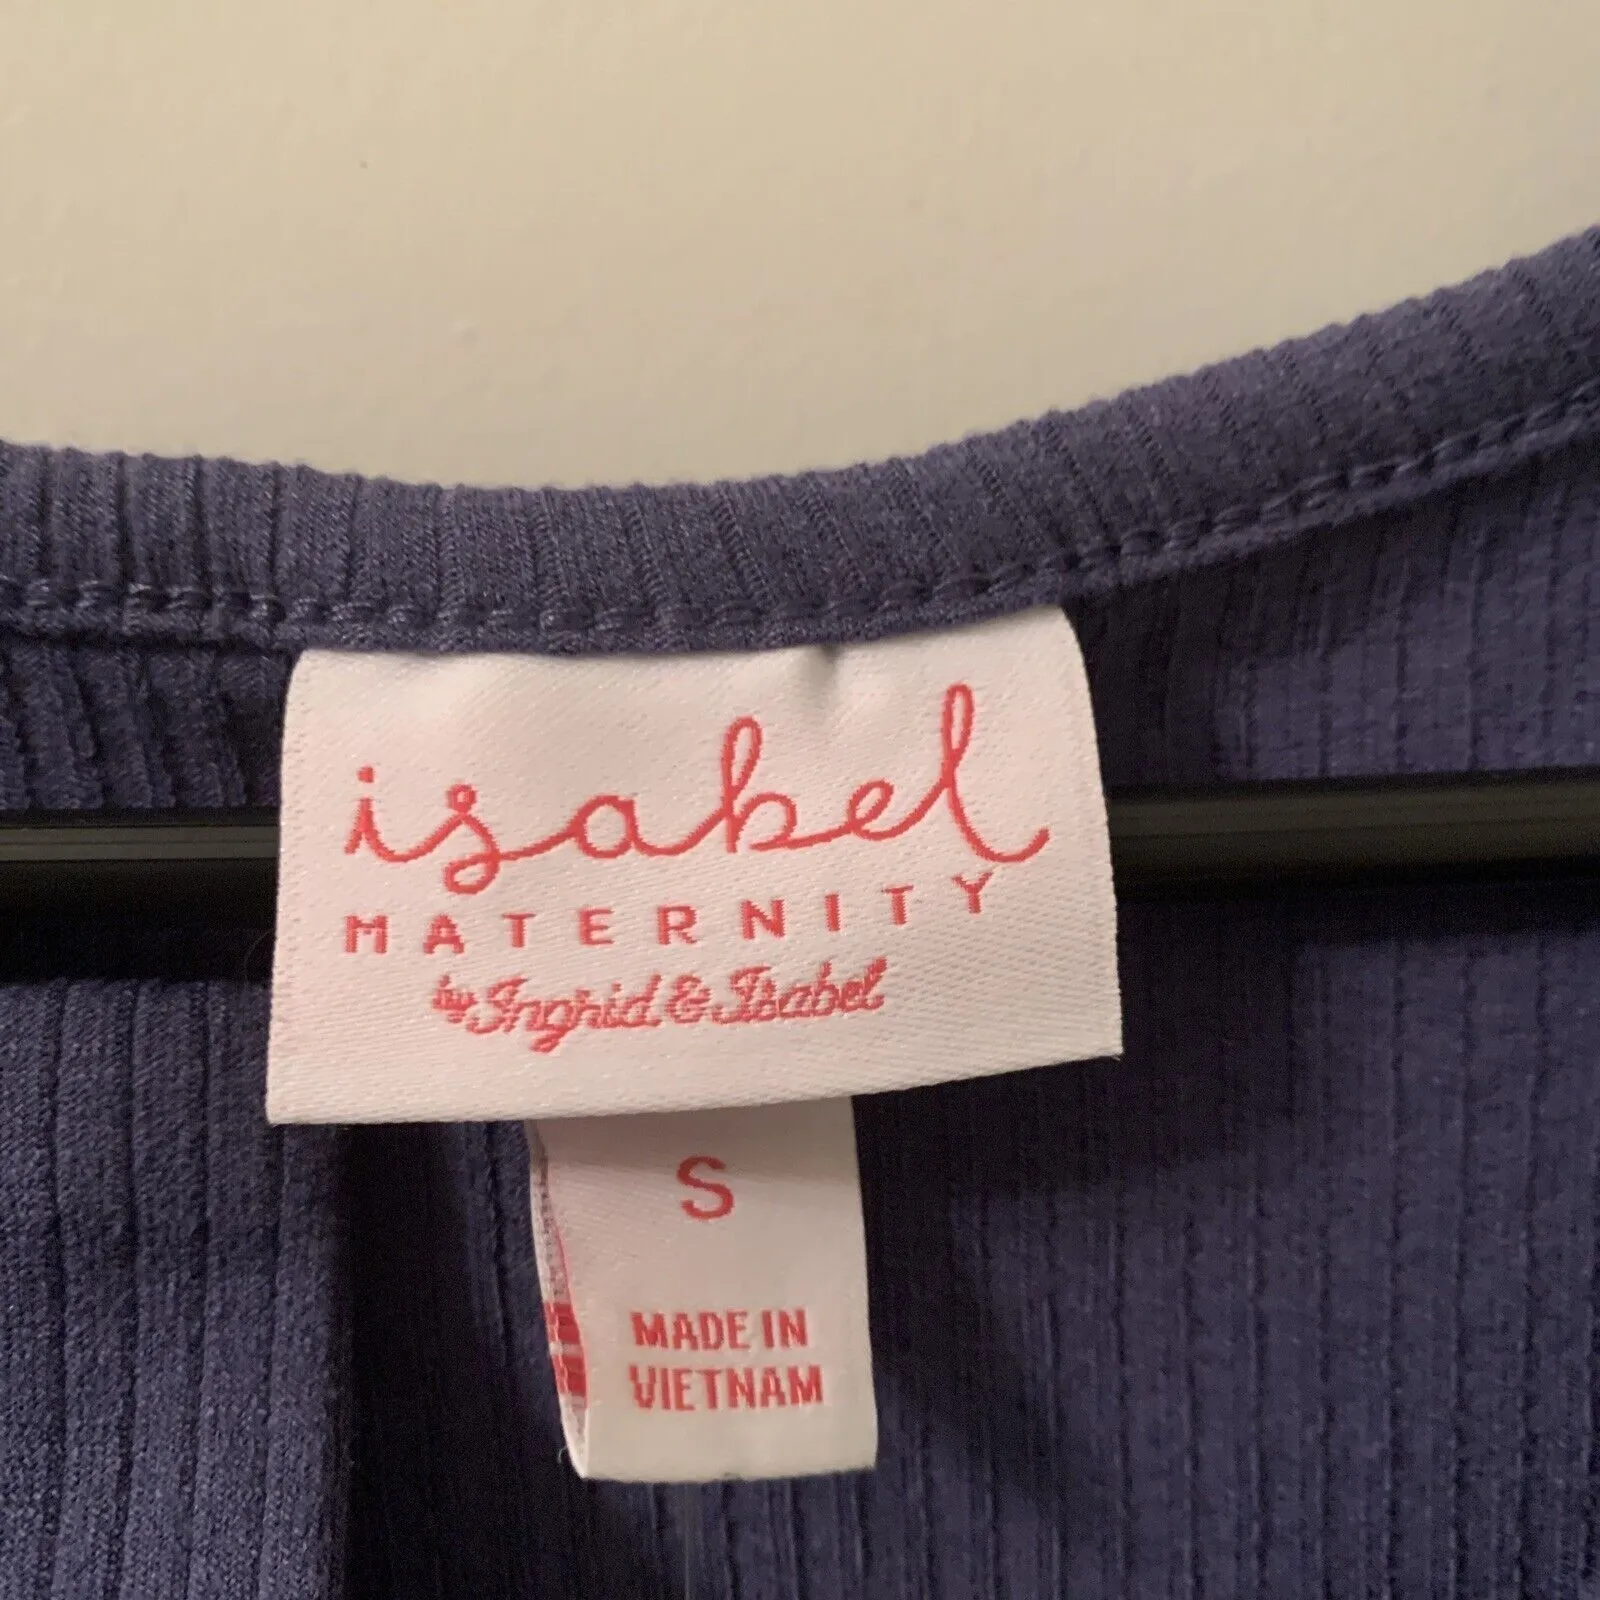 isabel
MATERNITY
by Ingrid & Isabel
S
MADE IN
VIETNAM